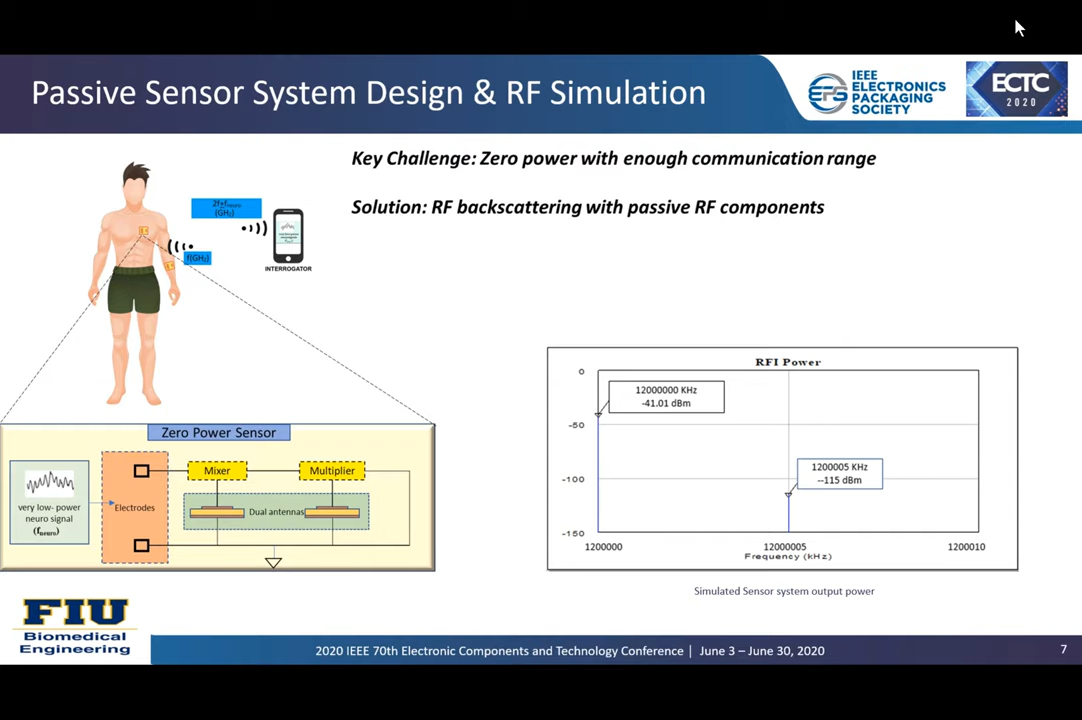 Passive Sensor System Design & RF Simulation
IEEE
ELECTRONICS
PACKAGING
SOCIETY
EPS
ECTC
2020
Key Challenge: Zero power with enough communication range
Solution: RF backscattering with passive RF components
2f±fneuro
(GHz)
f(GHz)
INTERROGATOR
Zero Power Sensor
very low- power
neuro signal
(fneuro)
Electrodes
Mixer
Multiplier
Dual antennas
RFI Power
0
-50
-100
-150
12000000 KHz
-41.01 dBm
1200005 KHz
--115 dBm
1200000
12000005
1200010
Frequency (kHz)
Simulated Sensor system output power
FIU
Biomedical
Engineering
2020 IEEE 70th Electronic Components and Technology Conference | June 3 – June 30, 2020
7